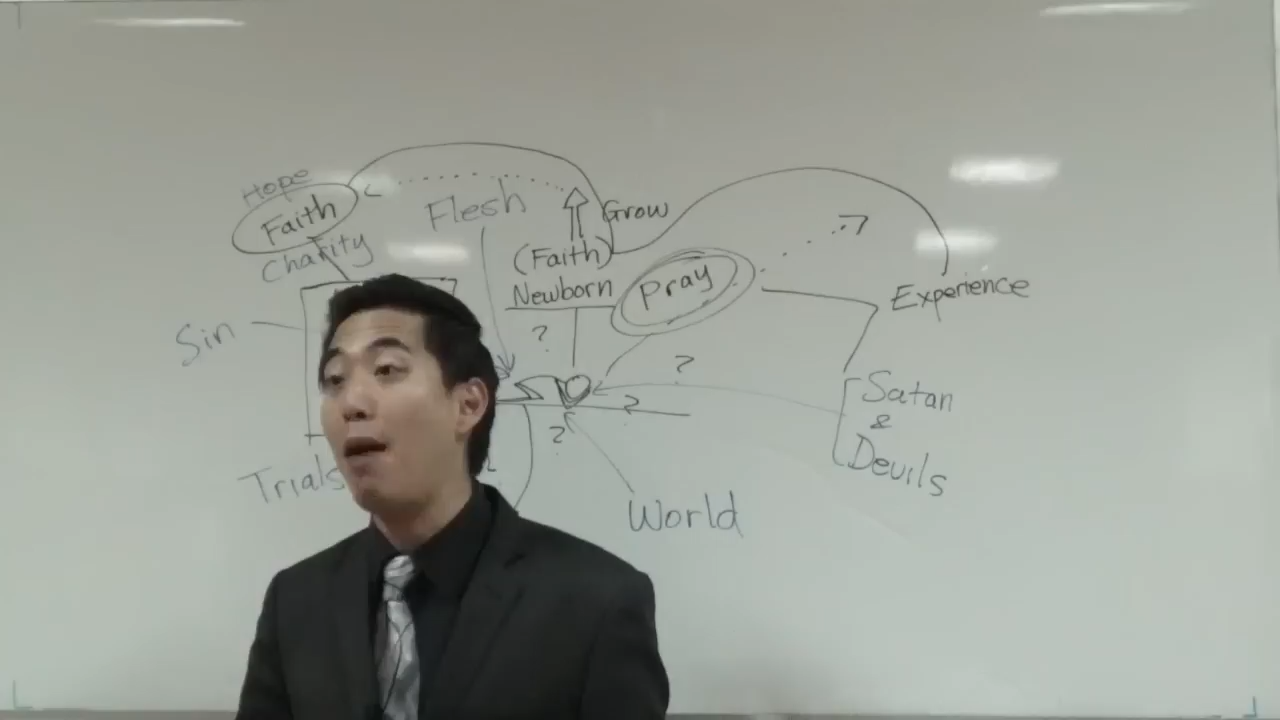 Hope
Faith
Charity
Flesh
Grow
(Faith)
Newborn
Pray
Experience
Sin
?
?
?
?
Satan
&
Devils
Trials
World